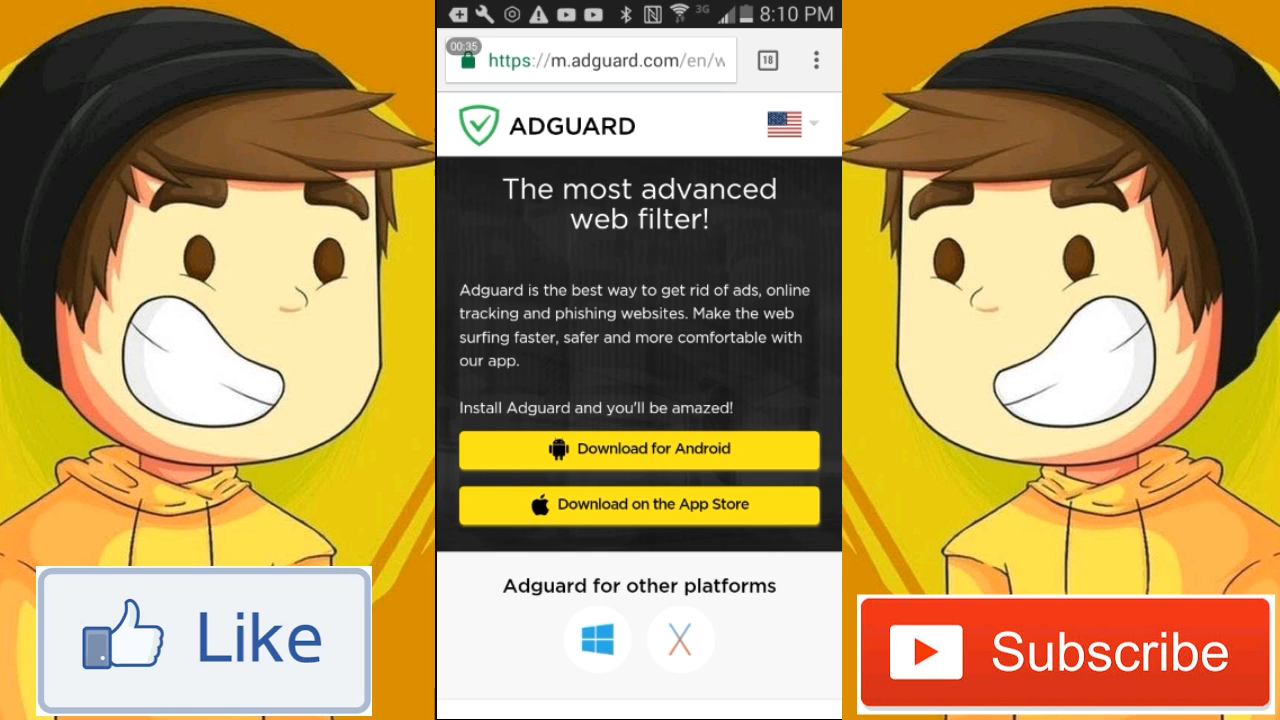 3G 8:10 PM
00:35
https://m.adguard.com/en/w
18
ADGUARD
The most advanced
web filter!
Adguard is the best way to get rid of ads, online
tracking and phishing websites. Make the web
surfing faster, safer and more comfortable with
our app.
Install Adguard and you'll be amazed!
Download for Android
Download on the App Store
Adguard for other platforms
Like
Subscribe